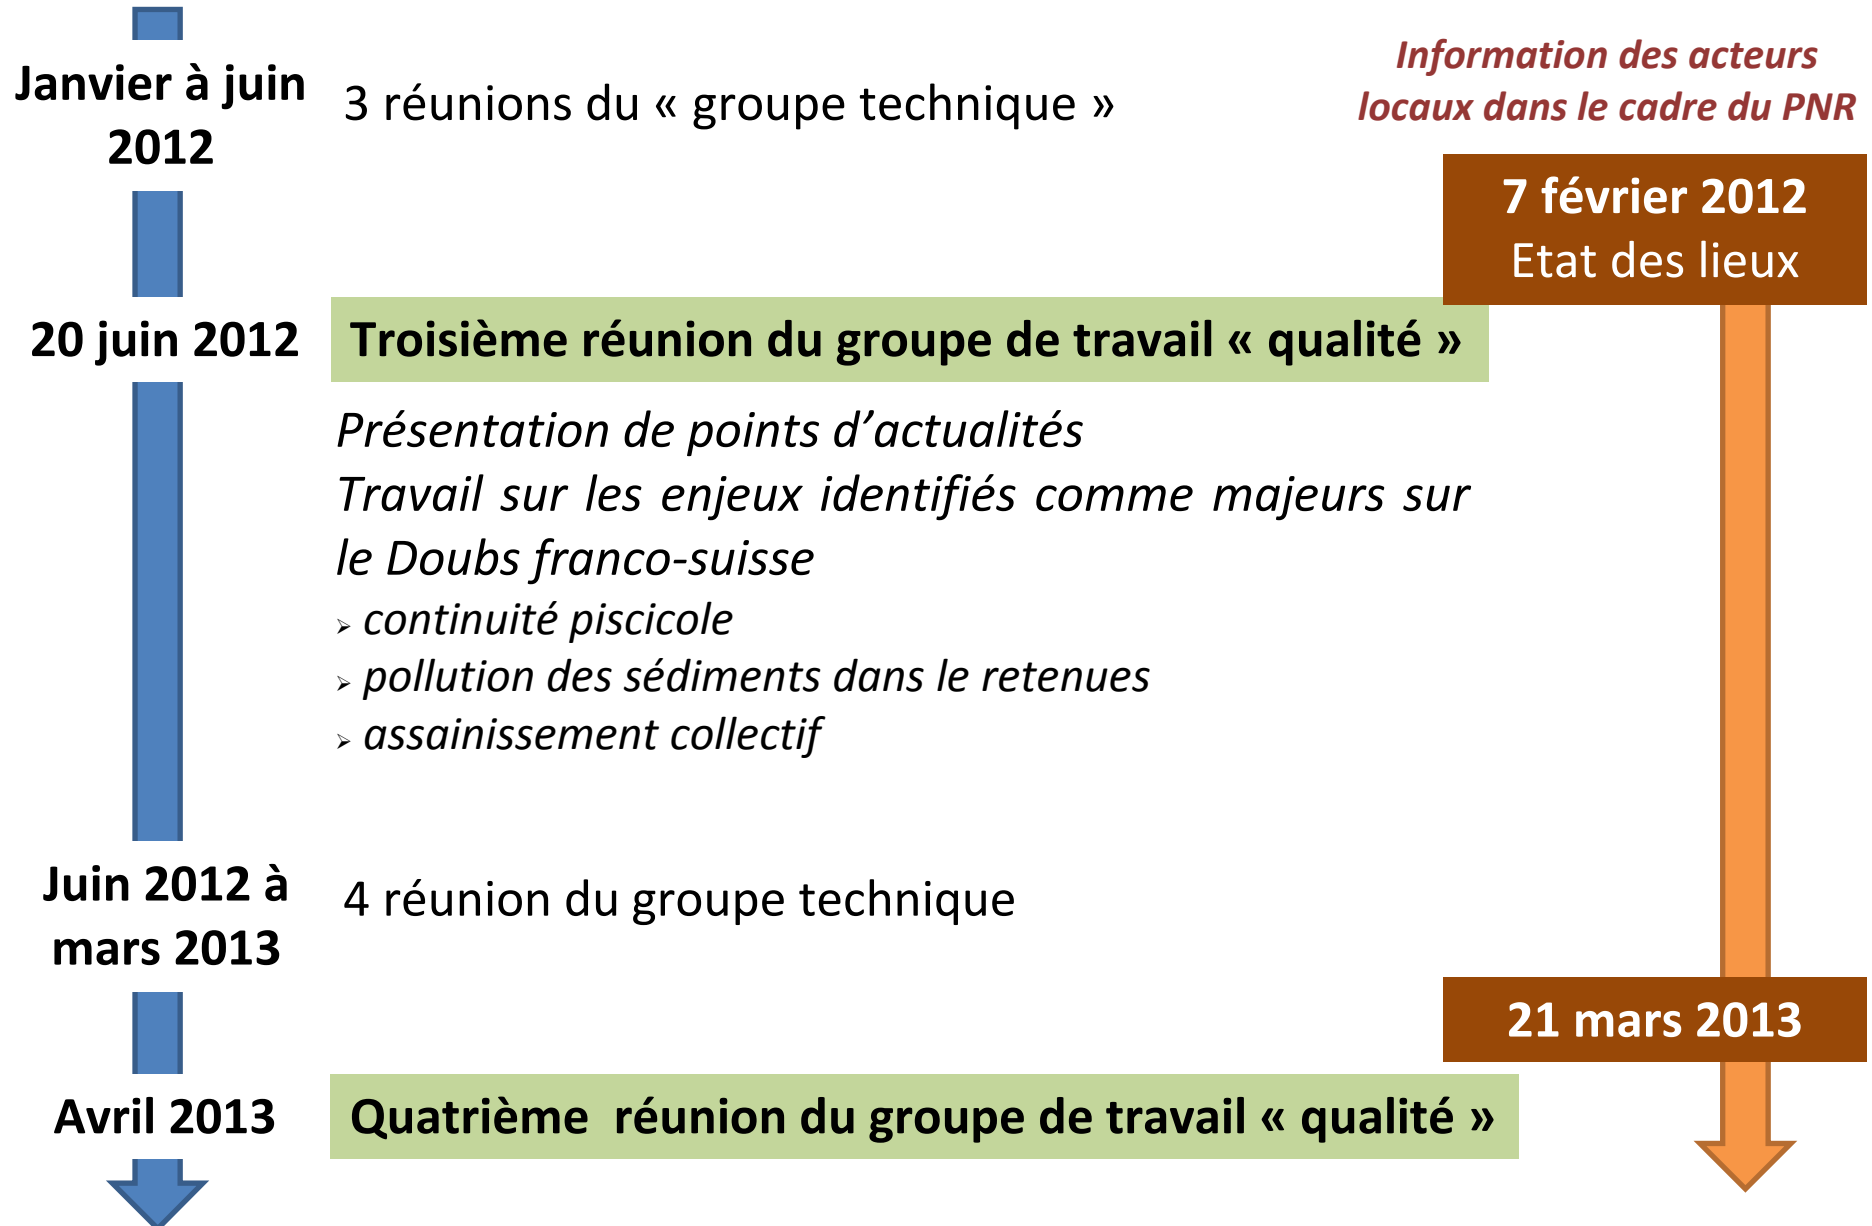 Janvier à juin
2012
3 réunions du « groupe technique »
Information des acteurs
locaux dans le cadre du PNR
7 février 2012
Etat des lieux
20 juin 2012
Troisième réunion du groupe de travail « qualité »
Présentation de points d’actualités
Travail sur les enjeux identifiés comme majeurs sur
le Doubs franco-suisse
➢ continuité piscicole
➢ pollution des sédiments dans le retenues
➢ assainissement collectif
Juin 2012 à
mars 2013
4 réunion du groupe technique
21 mars 2013
Avril 2013
Quatrième réunion du groupe de travail « qualité »